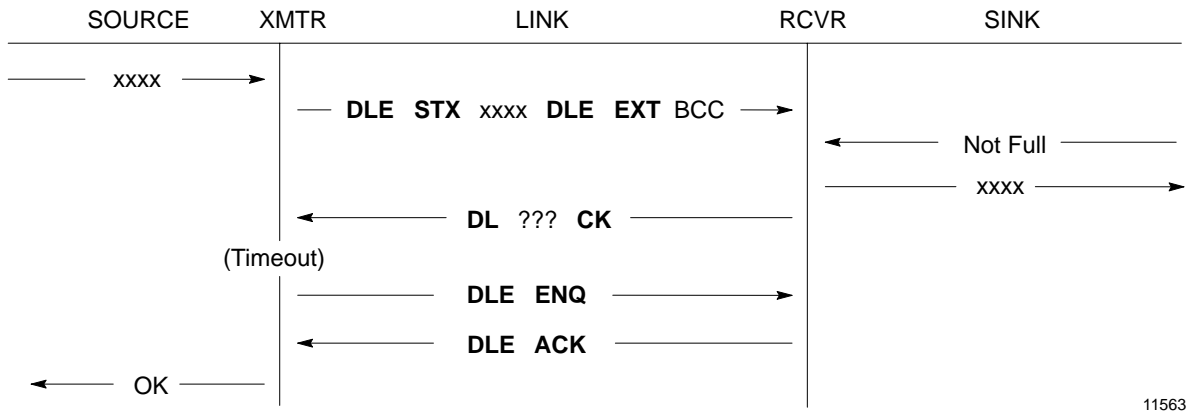 SOURCE XMTR LINK RCVR SINK
xxxx
DLE STX xxxx DLE EXT BCC
Not Full
xxxx
DL ??? CK
(Timeout)
DLE ENQ
DLE ACK
OK
11563